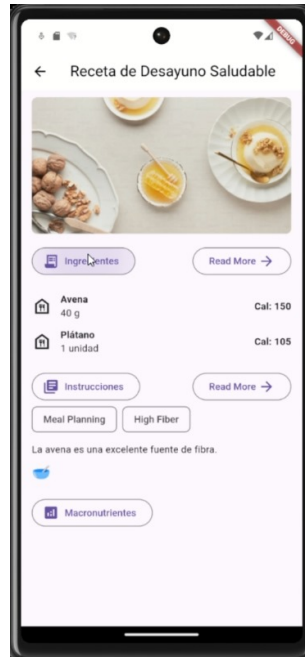 DEBUG
Receta de Desayuno Saludable
Ingredientes
Read More →
Avena
40 g
Cal: 150
Plátano
1 unidad
Cal: 105
Instrucciones
Read More →
Meal Planning
High Fiber
La avena es una excelente fuente de fibra.
Macronutrientes